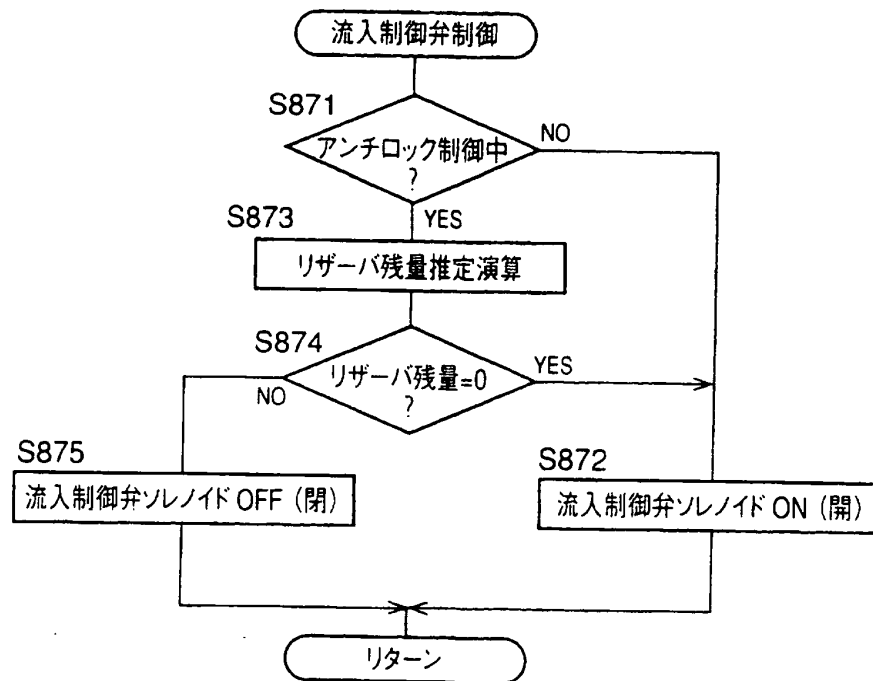 流入制御弁制御
S871
アンチロック制御中
?
NO
YES
S873
リザーバ残量推定演算
S874
リザーバ残量=0
?
YES
NO
S875
流入制御弁ソレノイドOFF(閉)
S872
流入制御弁ソレノイドON(開)
リターン